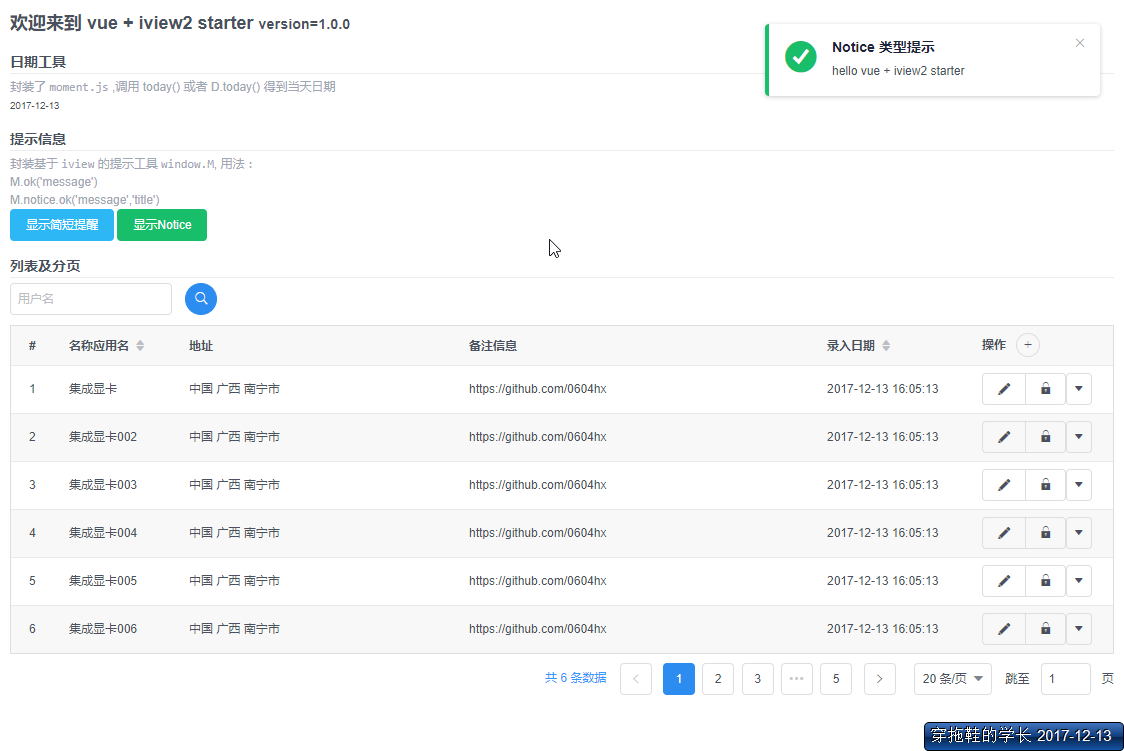 欢迎来到 vue + iview2 starter version=1.0.0
Notice 类型提示
hello vue + iview2 starter
日期工具
封装了 moment.js ,调用 today() 或者 D.today() 得到当天日期
2017-12-13
提示信息
封装基于 iview 的提示工具 window.M, 用法：
M.ok('message')
M.notice.ok('message','title')
显示简短提醒 显示Notice
列表及分页
用户名
# 名称应用名 地址 备注信息 录入日期 操作 +
1 集成显卡 中国 广西 南宁市 https://github.com/0604hx 2017-12-13 16:05:13
2 集成显卡002 中国 广西 南宁市 https://github.com/0604hx 2017-12-13 16:05:13
3 集成显卡003 中国 广西 南宁市 https://github.com/0604hx 2017-12-13 16:05:13
4 集成显卡004 中国 广西 南宁市 https://github.com/0604hx 2017-12-13 16:05:13
5 集成显卡005 中国 广西 南宁市 https://github.com/0604hx 2017-12-13 16:05:13
6 集成显卡006 中国 广西 南宁市 https://github.com/0604hx 2017-12-13 16:05:13
共 6 条数据 < 1 2 3 ••• 5 > 20 条/页 跳至 1 页
穿拖鞋的学长 2017-12-13